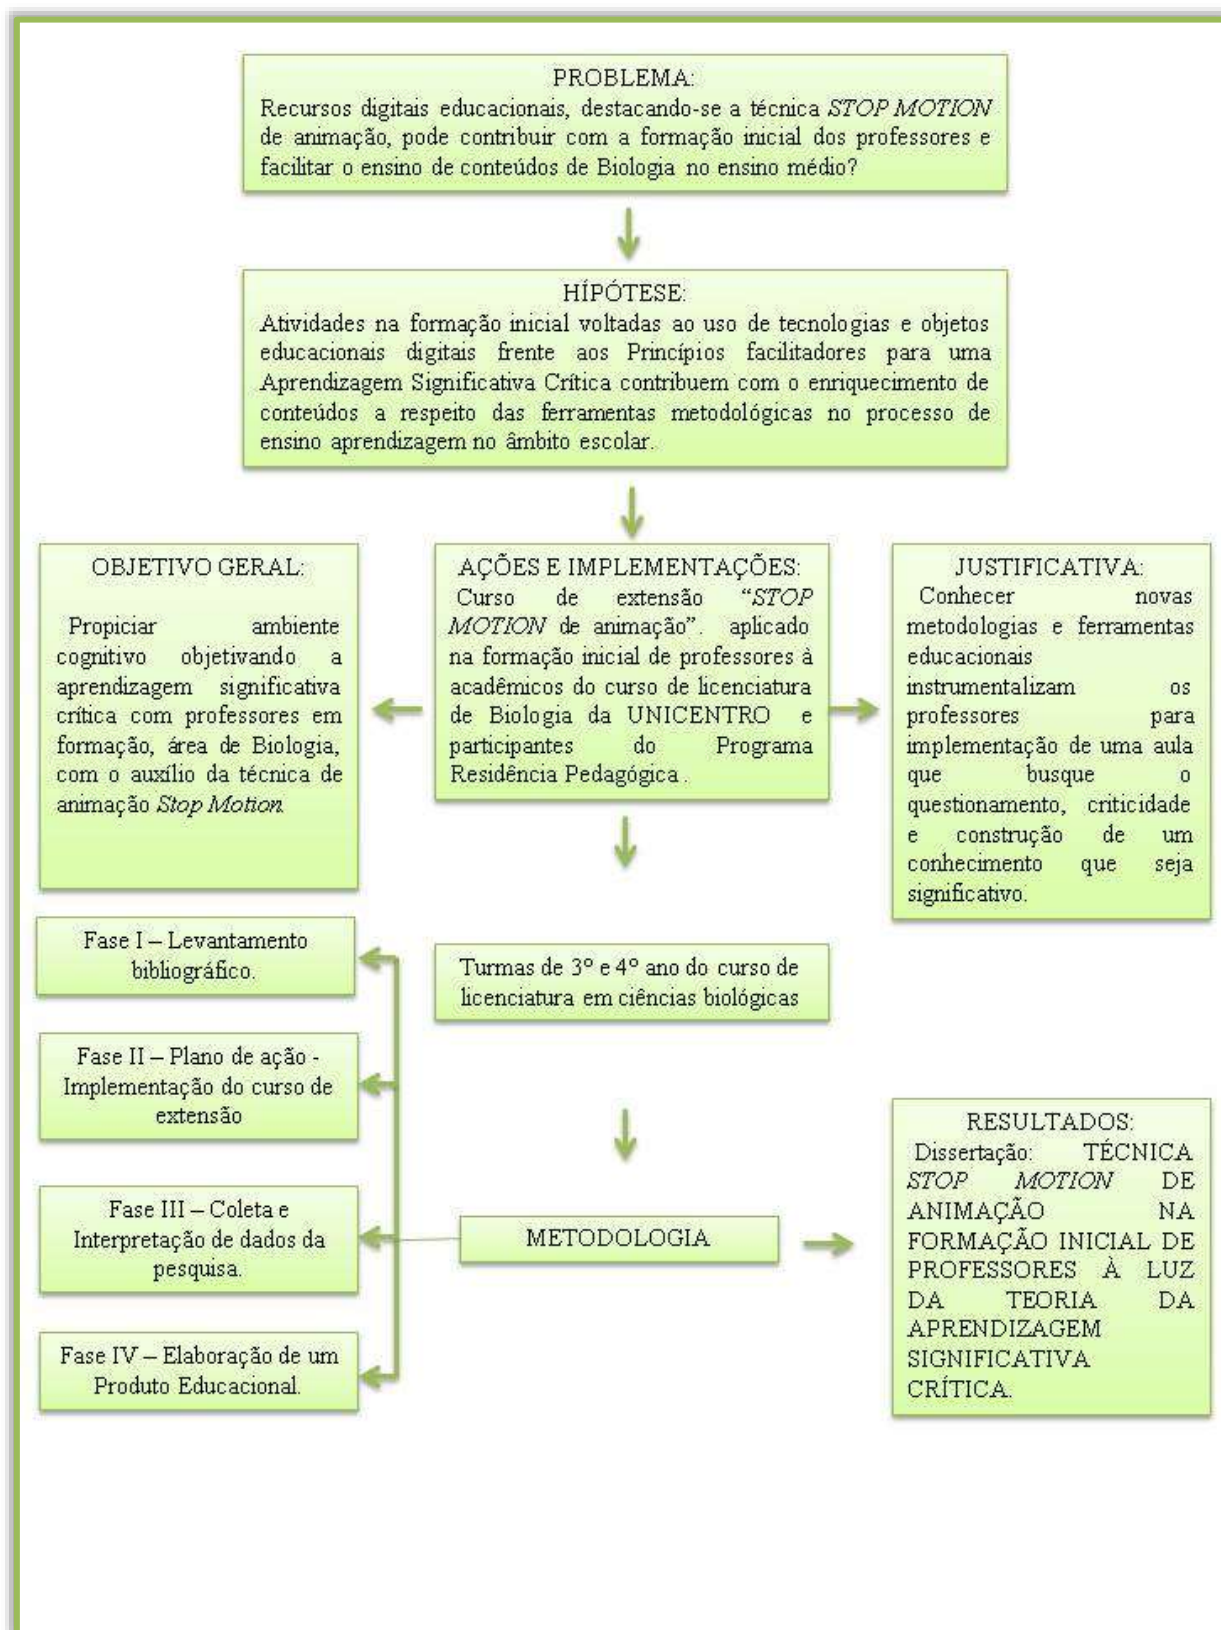 PROBLEMA:
Recursos digitais educacionais, destacando-se a técnica STOP MOTION
de animação, pode contribuir com a formação inicial dos professores e
facilitar o ensino de conteúdos de Biologia no ensino médio?
HÍPÓTESE:
Atividades na formação inicial voltadas ao uso de tecnologias e objetos
educacionais digitais frente aos Princípios facilitadores para uma
Aprendizagem Significativa Crítica contribuem com o enriquecimento de
conteúdos a respeito das ferramentas metodológicas no processo de
ensino aprendizagem no âmbito escolar.
OBJETIVO GERAL:
Propiciar ambiente
cognitivo objetivando a
aprendizagem significativa
crítica com professores em
formação, área de Biologia,
com o auxílio da técnica de
animação Stop Motion.
AÇÕES E IMPLEMENTAÇÕES:
Curso de extensão “STOP
MOTION de animação”. aplicado
na formação inicial de professores à
acadêmicos do curso de licenciatura
de Biologia da UNICENTRO e
participantes do Programa
Residência Pedagógica.
JUSTIFICATIVA:
Conhecer novas
metodologias e ferramentas
educacionais
instrumentalizam os
professores para
implementação de uma aula
que busque o
questionamento, criticidade
e construção de um
conhecimento que seja
significativo.
Fase I – Levantamento
bibliográfico.
Turmas de 3º e 4º ano do curso de
licenciatura em ciências biológicas
Fase II – Plano de ação -
Implementação do curso de
extensão
Fase III – Coleta e
Interpretação de dados da
pesquisa.
METODOLOGIA
Fase IV – Elaboração de um
Produto Educacional.
RESULTADOS:
Dissertação: TÉCNICA
STOP MOTION DE
ANIMAÇÃO NA
FORMAÇÃO INICIAL DE
PROFESSORES À LUZ
DA TEORIA DA
APRENDIZAGEM
SIGNIFICATIVA
CRÍTICA.